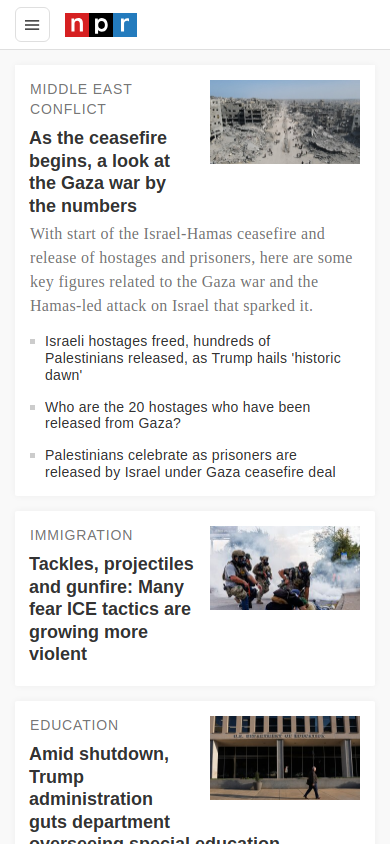 npr
MIDDLE EAST
CONFLICT
As the ceasefire
begins, a look at
the Gaza war by
the numbers
With start of the Israel-Hamas ceasefire and
release of hostages and prisoners, here are some
key figures related to the Gaza war and the
Hamas-led attack on Israel that sparked it.
Israeli hostages freed, hundreds of
Palestinians released, as Trump hails 'historic
dawn'
Who are the 20 hostages who have been
released from Gaza?
Palestinians celebrate as prisoners are
released by Israel under Gaza ceasefire deal
IMMIGRATION
Tackles, projectiles
and gunfire: Many
fear ICE tactics are
growing more
violent
EDUCATION
Amid shutdown,
Trump
administration
guts department
overseeing special education